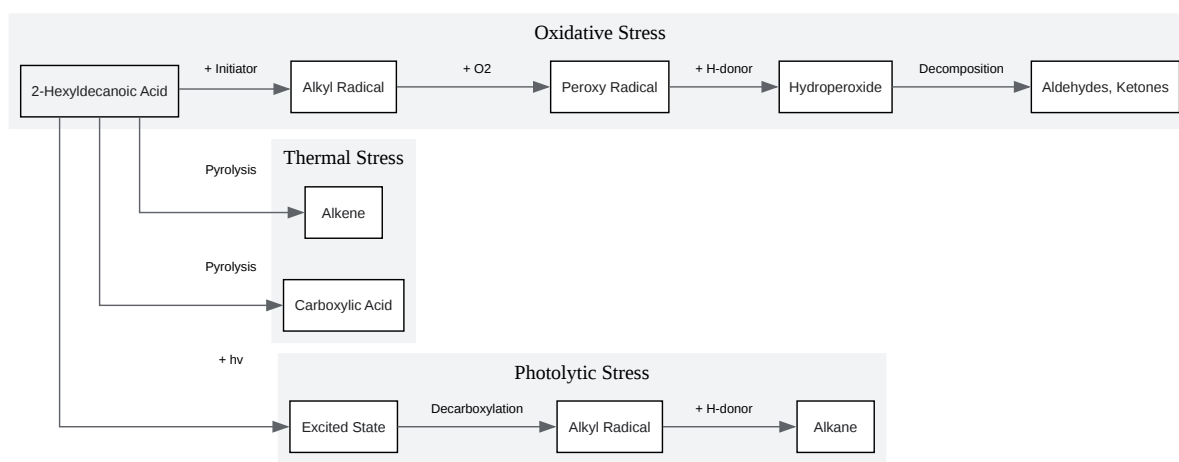 Oxidative Stress
2-Hexyldecanoic Acid
+ Initiator
Alkyl Radical
+ O2
Peroxy Radical
+ H-donor
Hydroperoxide
Decomposition
Aldehydes, Ketones
Thermal Stress
Pyrolysis
Alkene
Pyrolysis
Carboxylic Acid
+ hv
Photolytic Stress
Excited State
Decarboxylation
Alkyl Radical
+ H-donor
Alkane